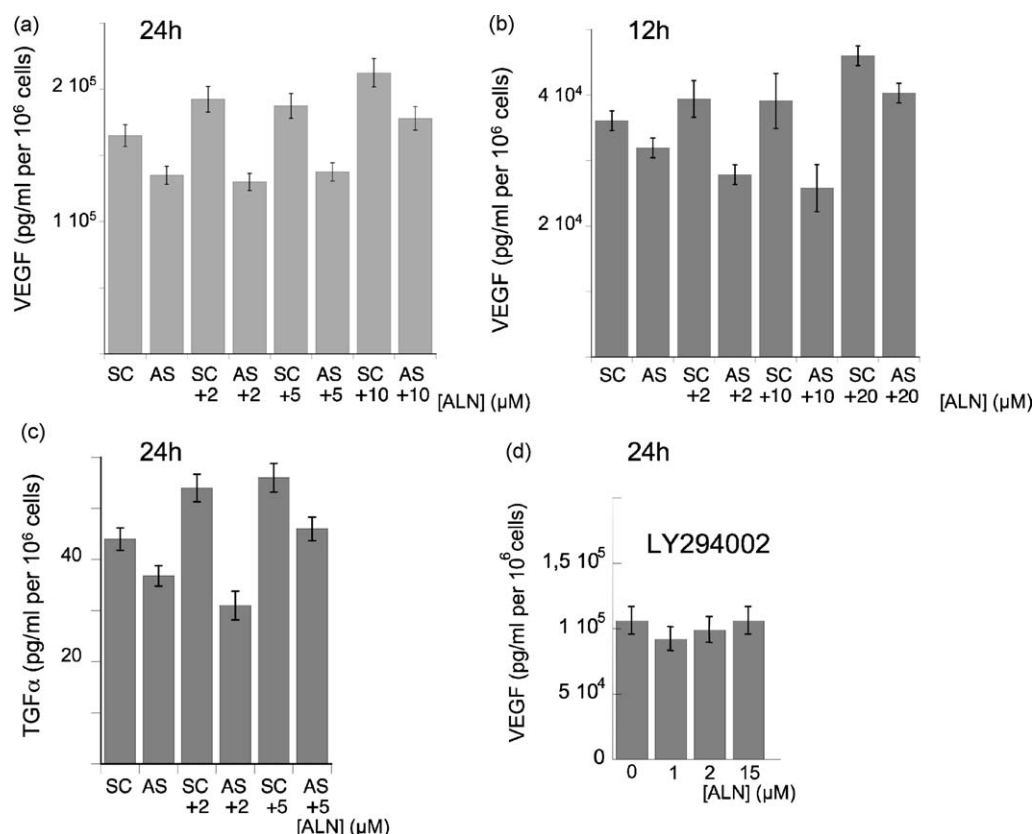 (a)
24h
VEGF (pg/ml per 10⁶ cells)
2 10⁵
1 10⁵
SC AS SC AS SC AS SC AS
+2 +2 +5 +5 +10 +10 [ALN] (µM)
(b)
12h
VEGF (pg/ml per 10⁶ cells)
4 10⁴
2 10⁴
SC AS SC AS SC AS SC AS
+2 +2 +10 +10 +20 +20 [ALN] (µM)
(c)
24h
TGFα (pg/ml per 10⁶ cells)
40
20
SC AS SC AS SC AS
+2 +2 +5 +5
[ALN] (µM)
(d)
24h
LY294002
VEGF (pg/ml per 10⁶ cells)
1,5 10⁵
1 10⁵
5 10⁴
0
0 1 2 15
[ALN] (µM)